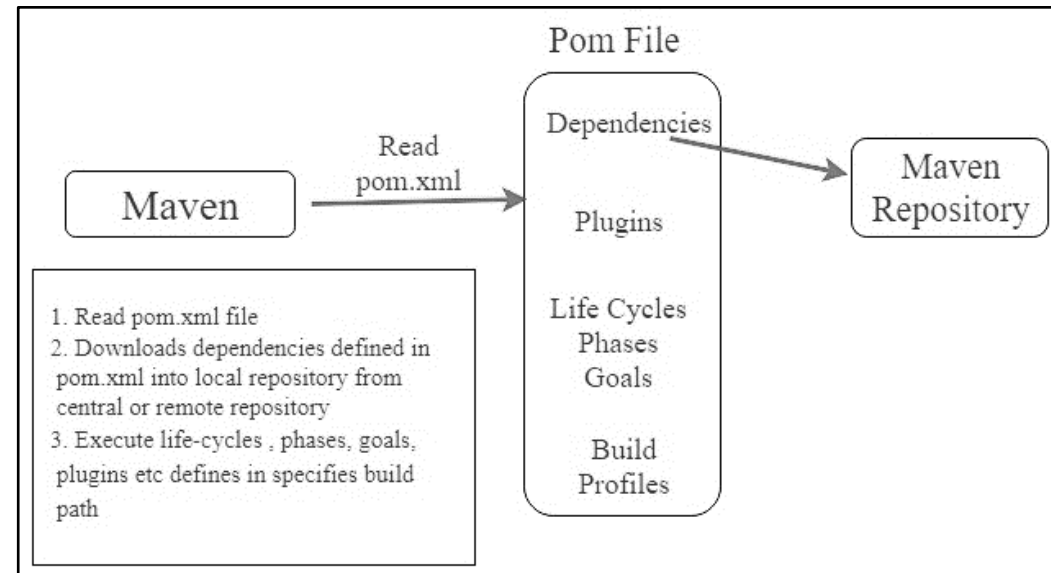 Pom File
Dependencies
Read
pom.xml
Maven
Maven
Repository
Plugins
Life Cycles
Phases
Goals
Build
Profiles
1. Read pom.xml file
2. Downloads dependencies defined in
pom.xml into local repository from
central or remote repository
3. Execute life-cycles , phases, goals,
plugins etc defines in specifies build
path